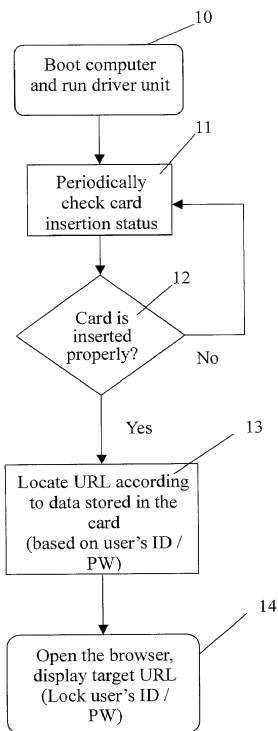 10
Boot computer
and run driver unit
11
Periodically
check card
insertion status
12
Card is
inserted
properly?
No
Yes
13
Locate URL according
to data stored in the
card
(based on user's ID /
PW)
14
Open the browser,
display target URL
(Lock user's ID /
PW)